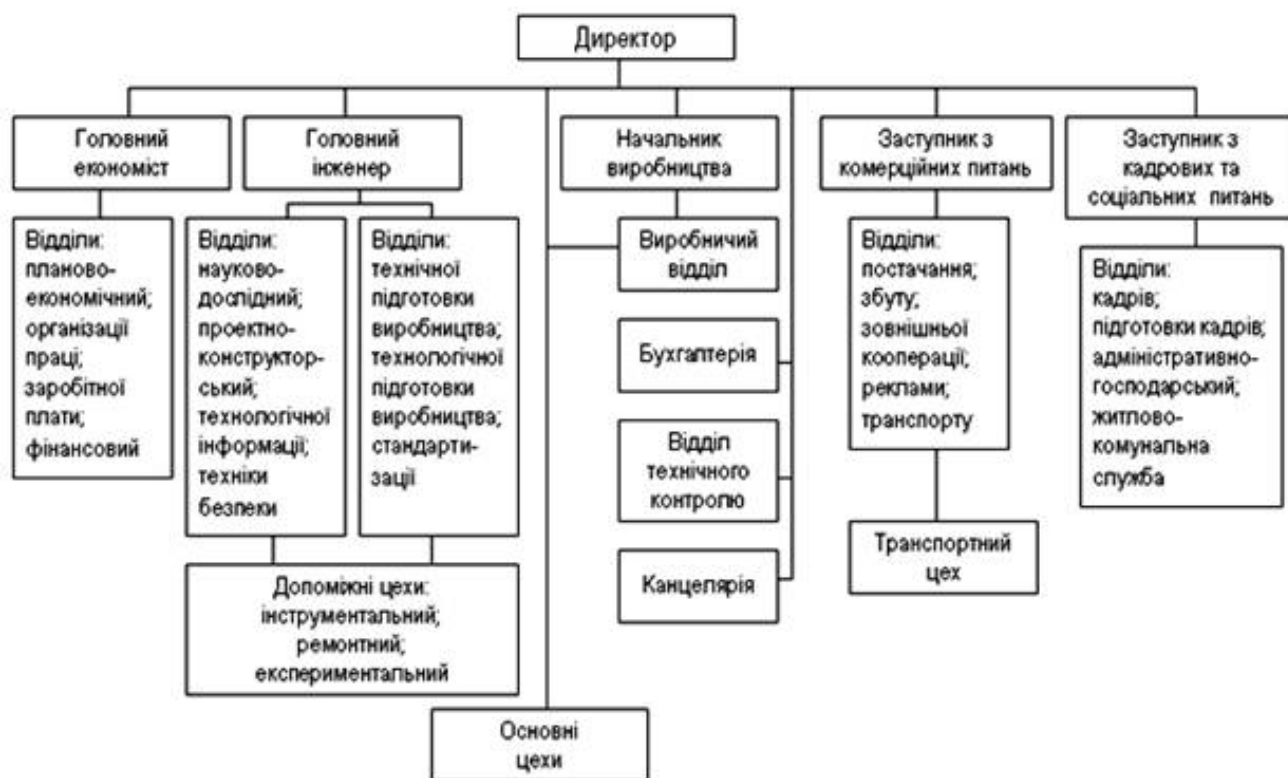 Директор
Головний
економіст
Головний
інженер
Начальник
виробництва
Заступник з
комерційних питань
Заступник з
кадрових та
соціальних питань
Відділи:
планово-
економічний;
організації
праці;
заробітної
плати;
фінансовий
Відділи:
науково-
дослідний;
проектно-
конструктор-
ський;
технологічної
інформації;
техніки
безпеки
Відділи:
технічної
підготовки
виробництва;
технологічної
підготовки
виробництва;
стандарти-
зації
Виробничий
відділ
Бухгалтерія
Відділ
технічного
контролю
Канцелярія
Відділи:
постачання;
збуту;
зовнішньої
кооперації;
реклами;
транспорту
Відділи:
кадрів;
підготовки кадрів;
адміністративно-
господарський;
житлово-
комунальна
служба
Транспортний
цех
Допоміжні цехи:
інструментальний;
ремонтний;
експериментальний
Основні
цехи